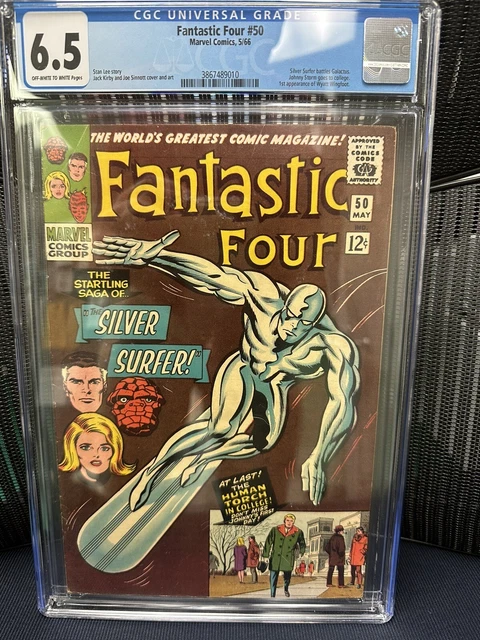 CGC UNIVERSAL GRADE
6.5
OFF-WHITE TO WHITE Pages
Fantastic Four #50
Marvel Comics, 5/66
Stan Lee story
Jack Kirby and Joe Sinnott cover and art
3867489010
Silver Surfer battles Galactus.
Johnny Storm goes to college.
1st appearance of Wyatt Wingfoot.
CGC
THE WORLD'S GREATEST COMIC MAGAZINE!
APPROVED
BY THE
COMICS
CODE
AUTHORITY
Fantastic
Four
50
MAY
IND.
12¢
MARVEL
COMICS
GROUP
THE
STARTLING
SAGA OF...
"THE
SILVER
SURFER!"
AT LAST!
THE
HUMAN
TORCH
IN COLLEGE!
DON'T MISS
JOHNNY'S FIRST
DAY!